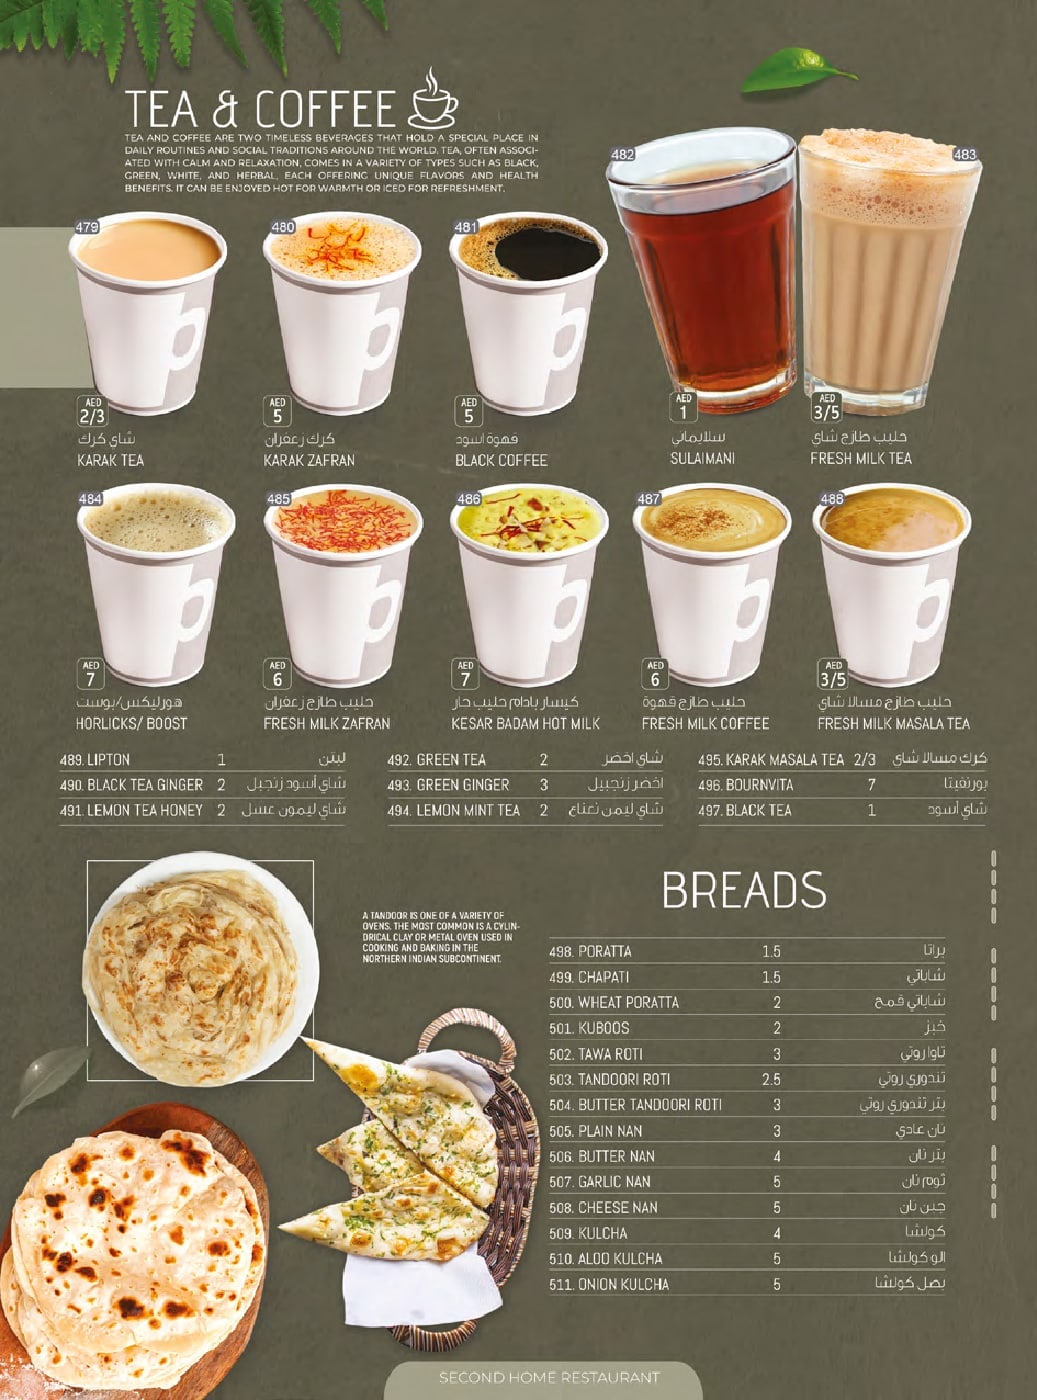 TEA & COFFEE
TEA AND COFFEE ARE TWO TIMELESS BEVERAGES THAT HOLD A SPECIAL PLACE IN
DAILY ROUTINES AND SOCIAL TRADITIONS AROUND THE WORLD. TEA, OFTEN ASSOCI-
ATED WITH CALM AND RELAXATION, COMES IN A VARIETY OF TYPES SUCH AS BLACK,
GREEN, WHITE, AND HERBAL, EACH OFFERING UNIQUE FLAVORS AND HEALTH
BENEFITS. IT CAN BE ENJOYED HOT FOR WARMTH OR ICED FOR REFRESHMENT.
479
AED
2/3
شاي كرك
KARAK TEA
480
AED
5
كرك زعفران
KARAK ZAFRAN
481
AED
5
قهوة اسود
BLACK COFFEE
482
AED
1
سلايماني
SULAIMANI
483
AED
3/5
حليب طازج شاي
FRESH MILK TEA
484
AED
7
هورليكس/بوست
HORLICKS/ BOOST
485
AED
6
حليب طازج زعفران
FRESH MILK ZAFRAN
486
AED
7
كيسار بادام حليب حار
KESAR BADAM HOT MILK
487
AED
6
حليب طازج قهوة
FRESH MILK COFFEE
488
AED
3/5
حليب طازج مسالا شاي
FRESH MILK MASALA TEA
489. LIPTON 1 ليبتن
490. BLACK TEA GINGER 2 شاي أسود زنجبيل
491. LEMON TEA HONEY 2 شاي ليمون عسل
492. GREEN TEA 2 شاي اخضر
493. GREEN GINGER 3 اخضر زنجبيل
494. LEMON MINT TEA 2 شاي ليمن نعناع
495. KARAK MASALA TEA 2/3 كرك مسالا شاي
496. BOURNVITA 7 بورنفيتا
497. BLACK TEA 1 شاي أسود
A TANDOOR IS ONE OF A VARIETY OF
OVENS. THE MOST COMMON IS A CYLIN-
DRICAL CLAY OR METAL OVEN USED IN
COOKING AND BAKING IN THE
NORTHERN INDIAN SUBCONTINENT.
BREADS
498. PORATTA 1.5 براتا
499. CHAPATI 1.5 شاباتي
500. WHEAT PORATTA 2 شاباتي قمح
501. KUBOOS 2 خبز
502. TAWA ROTI 3 تاوا روتي
503. TANDOORI ROTI 2.5 تندوري روتي
504. BUTTER TANDOORI ROTI 3 بتر تندوري روتي
505. PLAIN NAN 3 نان عادي
506. BUTTER NAN 4 بتر نان
507. GARLIC NAN 5 ثوم نان
508. CHEESE NAN 5 جبن نان
509. KULCHA 4 كولشا
510. ALOO KULCHA 5 الو كولشا
511. ONION KULCHA 5 بصل كولشا
SECOND HOME RESTAURANT